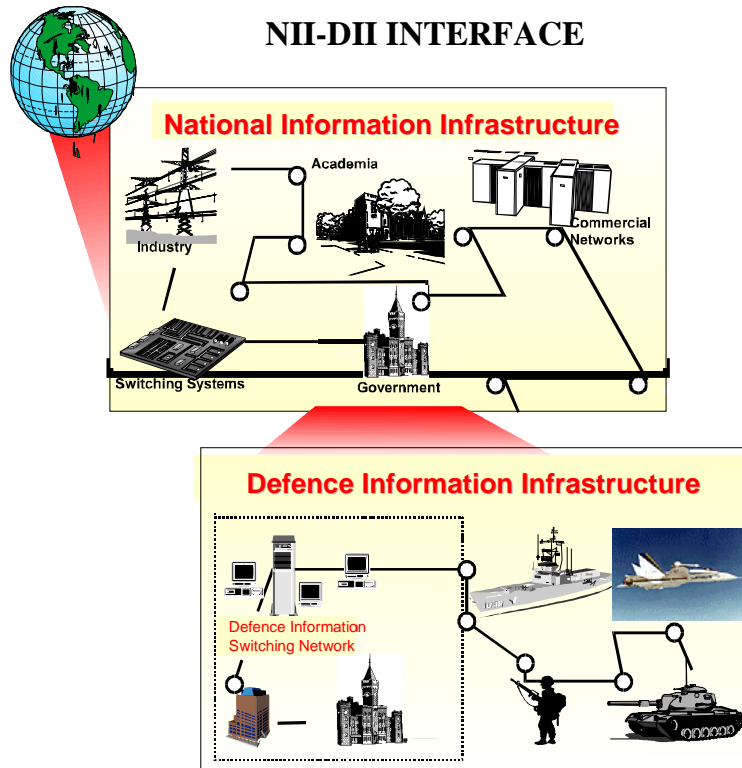 NII-DII INTERFACE
National Information Infrastructure
Academia
Commercial
Networks
Industry
Switching Systems
Government
Defence Information Infrastructure
Defence Information
Switching Network